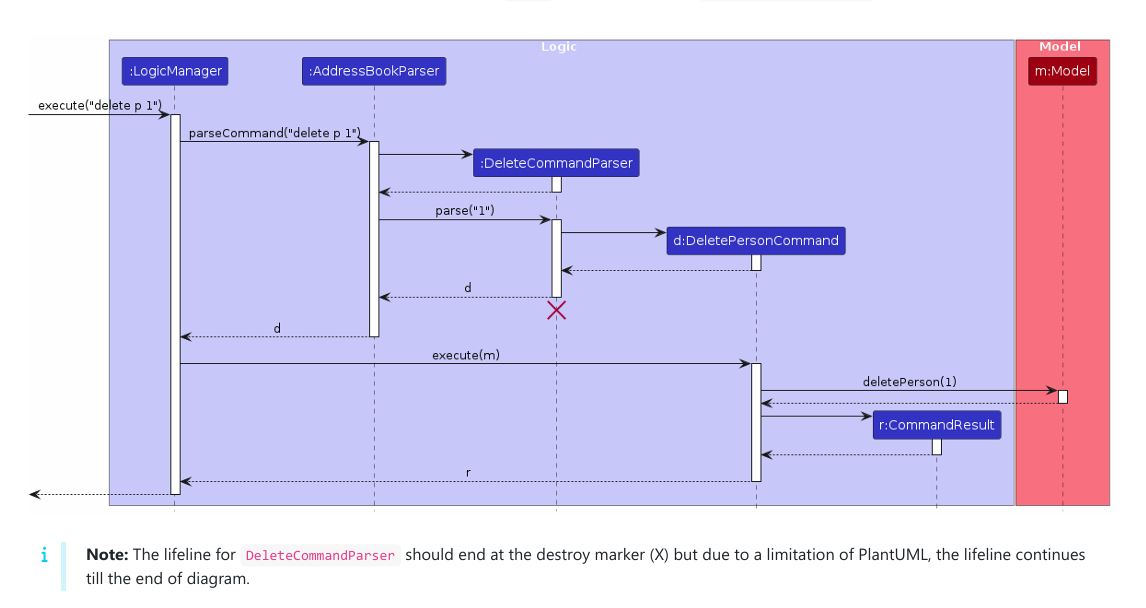 Logic
Model
:LogicManager
:AddressBookParser
m:Model
execute("delete p 1")
parseCommand("delete p 1")
:DeleteCommandParser
parse("1")
d:DeletePersonCommand
d
d
execute(m)
deletePerson(1)
r:CommandResult
r
i
Note: The lifeline for DeleteCommandParser should end at the destroy marker (X) but due to a limitation of PlantUML, the lifeline continues
till the end of diagram.